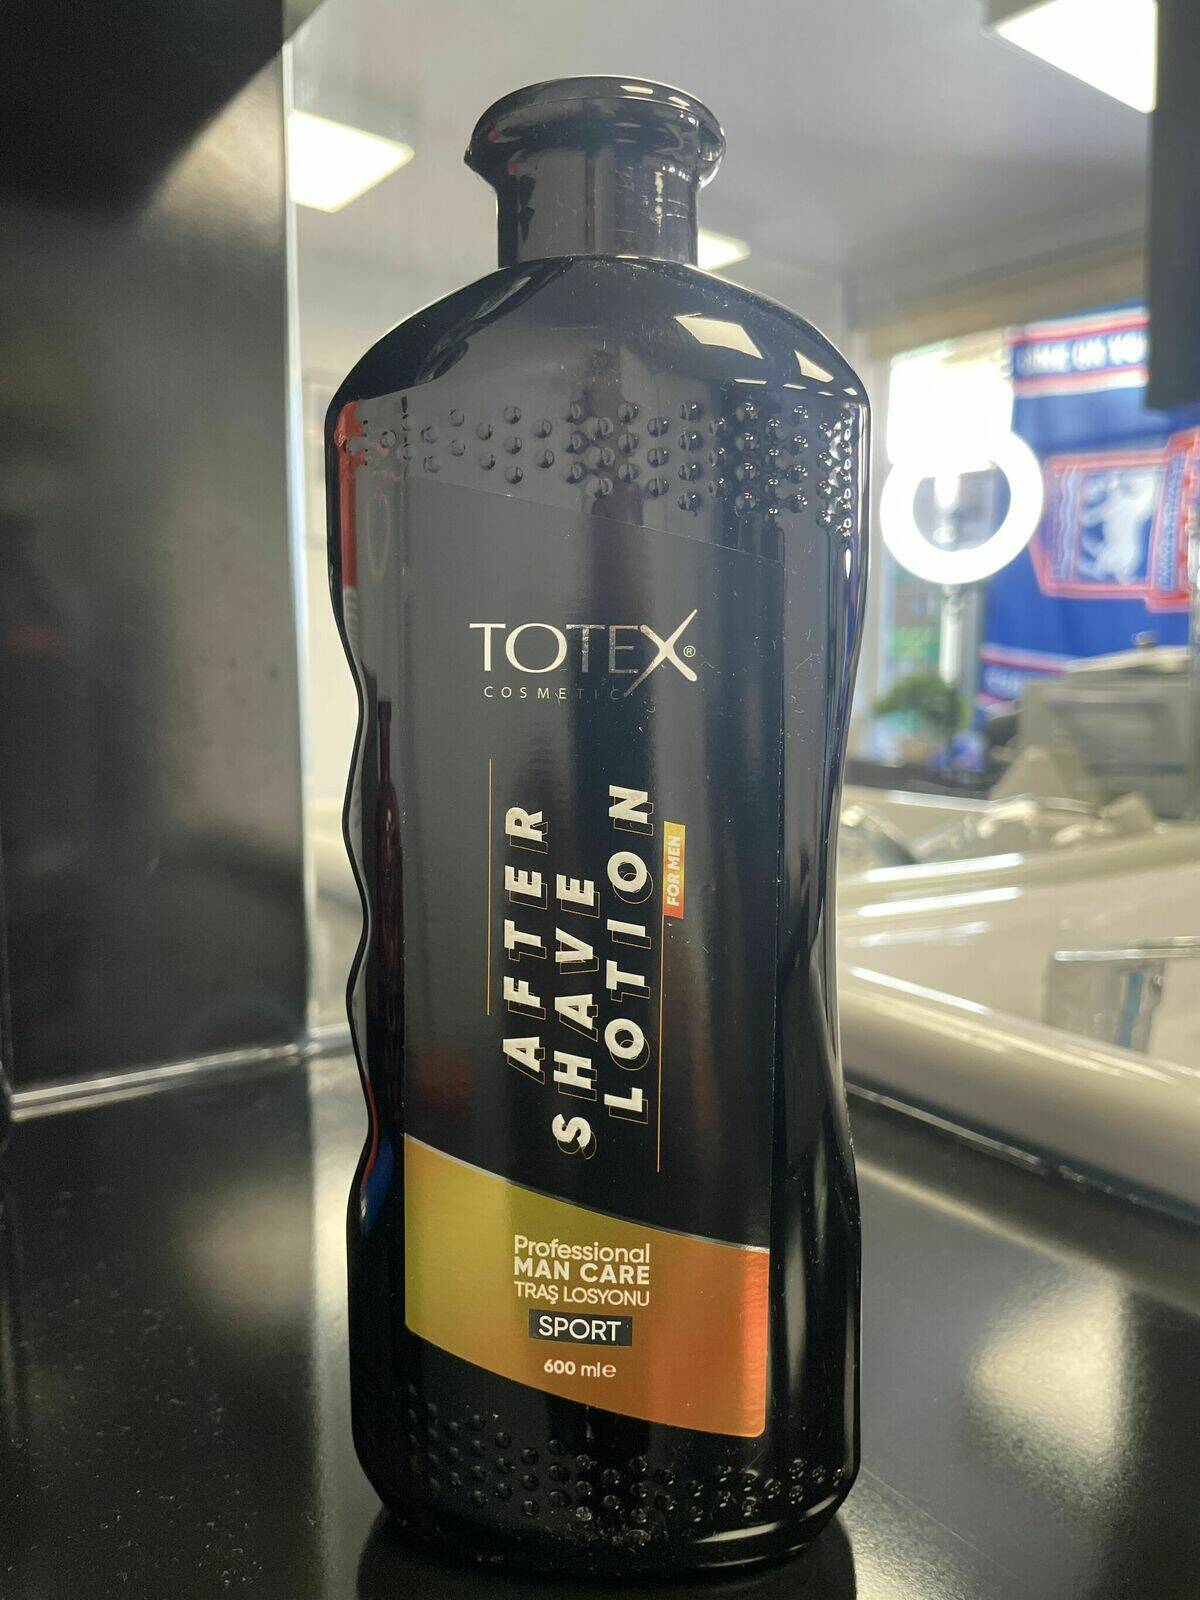 TOTEX®
COSMETIC
AFTER
SHAVE
LOTION
FOR MEN
Professional
MAN CARE
TRAŞ LOSYONU
SPORT
600 ml℮